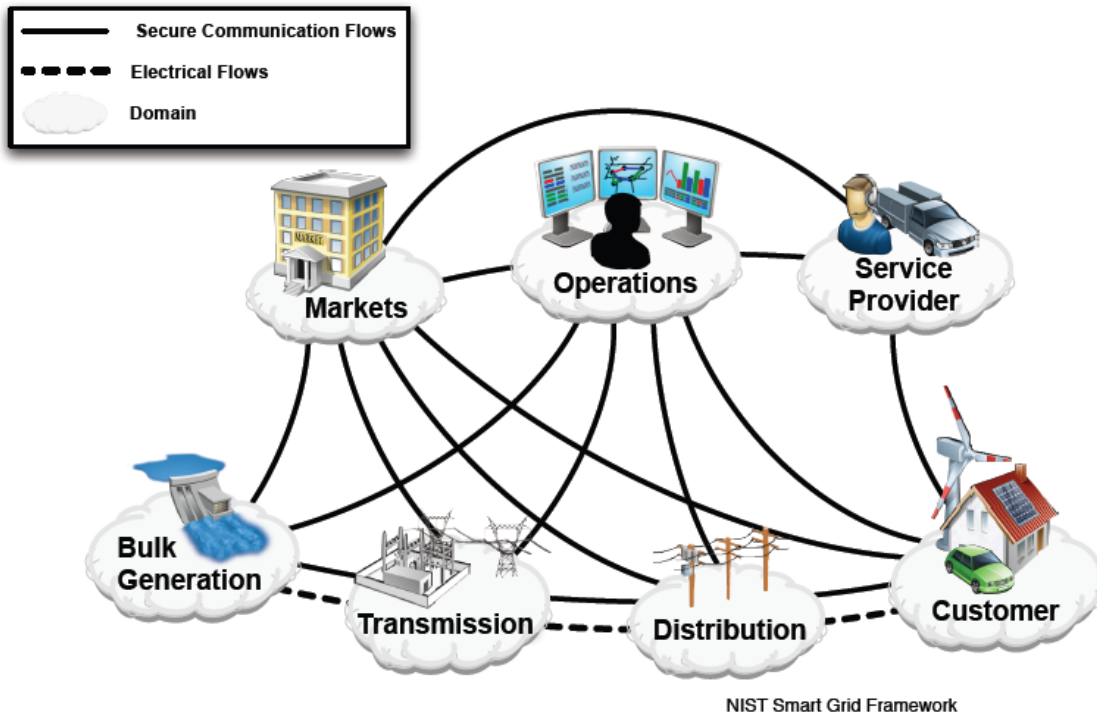 Secure Communication Flows
Electrical Flows
Domain
MARKET
Markets
Operations
Service
Provider
Bulk
Generation
Transmission
Distribution
Customer
NIST Smart Grid Framework